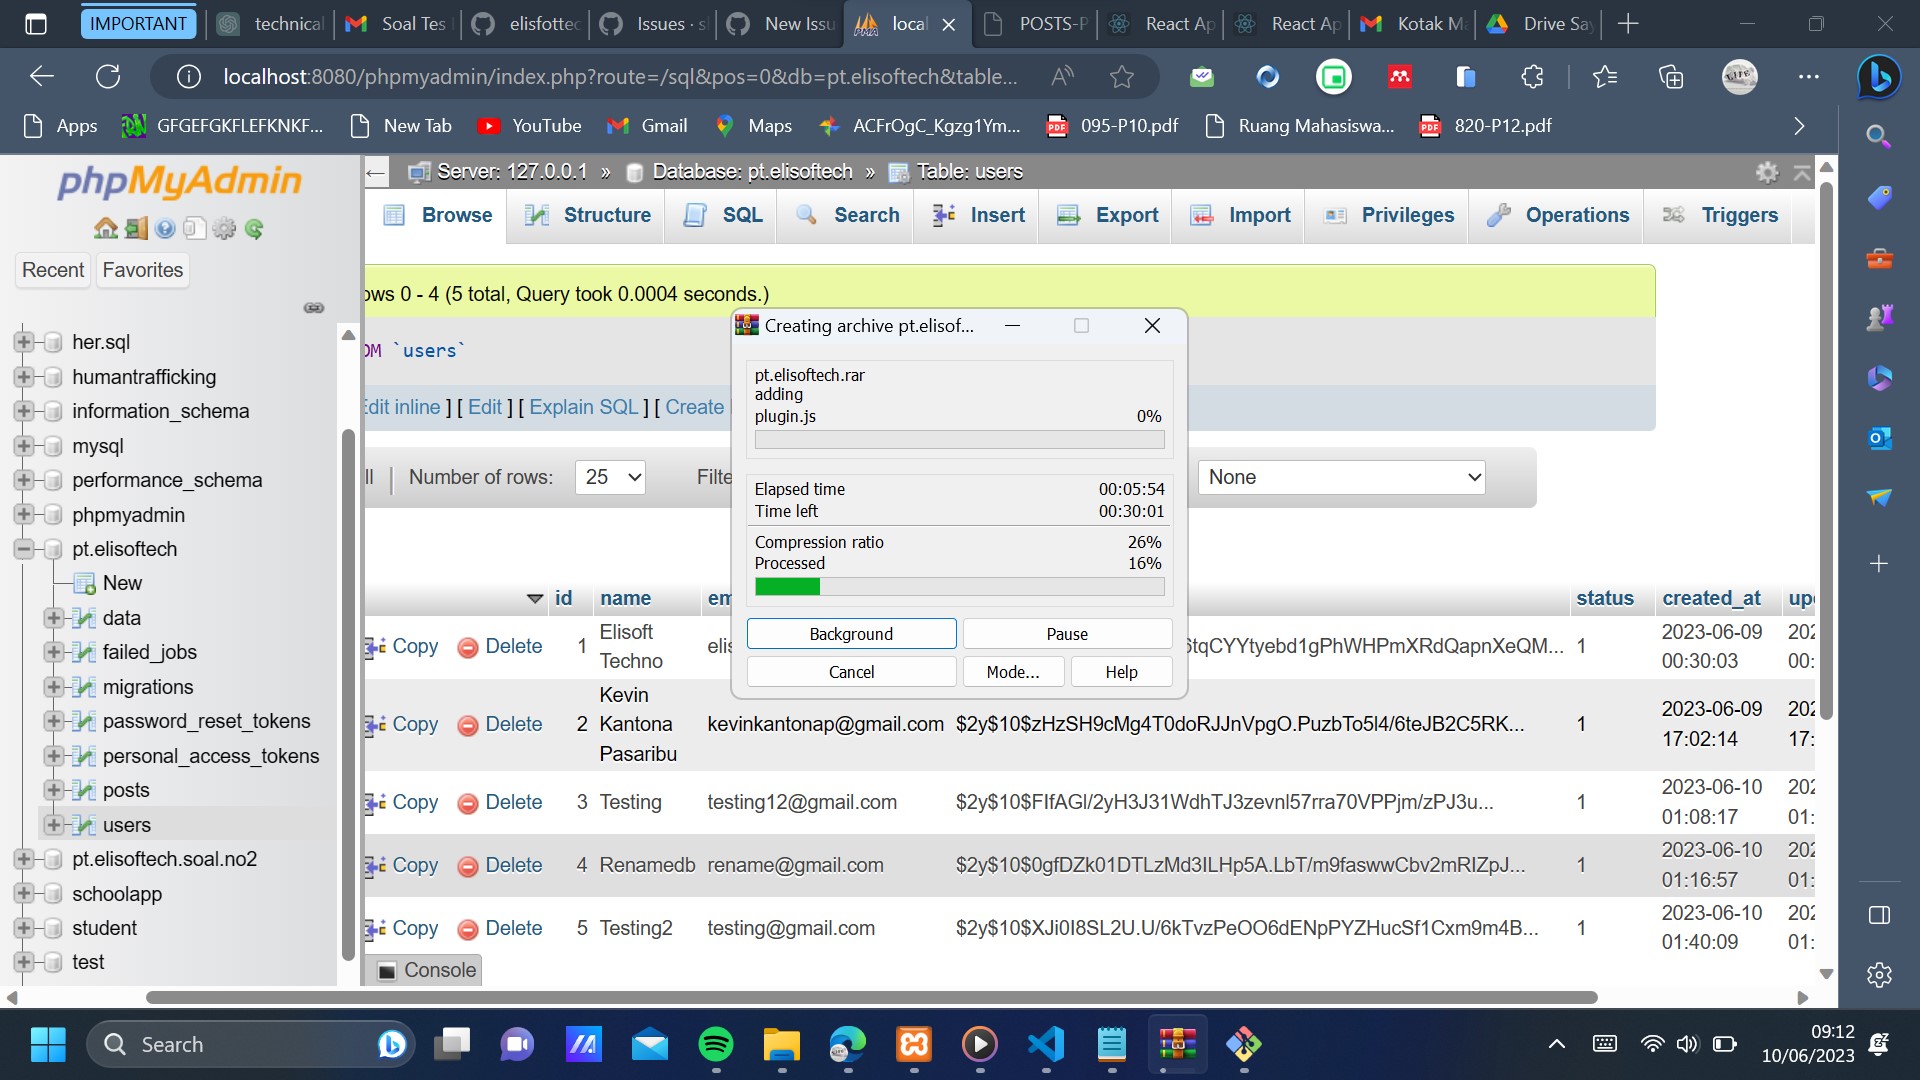 IMPORTANT
technical
Soal Tes
elisfottec
Issues · s
New Issu
local
POSTS-P
React Ap
React Ap
Kotak Ma
Drive Say
localhost:8080/phpmyadmin/index.php?route=/sql&pos=0&db=pt.elisoftech&table...
Apps
GFGEFGKFLEFKNKF...
New Tab
YouTube
Gmail
Maps
ACFrOgC_Kgzg1Ym...
095-P10.pdf
Ruang Mahasiswa...
820-P12.pdf
phpMyAdmin
Recent
Favorites
her.sql
humantrafficking
information_schema
mysql
performance_schema
phpmyadmin
pt.elisoftech
New
data
failed_jobs
migrations
password_reset_tokens
personal_access_tokens
posts
users
pt.elisoftech.soal.no2
schoolapp
student
test
Server: 127.0.0.1 » Database: pt.elisoftech » Table: users
Browse
Structure
SQL
Search
Insert
Export
Import
Privileges
Operations
Triggers
ows 0 - 4 (5 total, Query took 0.0004 seconds.)
OM `users`
Edit inline ] [ Edit ] [ Explain SQL ] [ Create
ll
Number of rows:
25
Filte
None
Creating archive pt.elisof...
pt.elisoftech.rar
adding
plugin.js 0%
Elapsed time 00:05:54
Time left 00:30:01
Compression ratio 26%
Processed 16%
Background
Pause
Cancel
Mode...
Help
id name em status created_at up
Copy Delete 1 Elisoft Techno elis 6tqCYYtyebd1gPhWHPmXRdQapnXeQM... 1 2023-06-09 00:30:03 202 00:
Copy Delete 2 Kevin Kantona Pasaribu kevinkantonap@gmail.com $2y$10$zHzSH9cMg4T0doRJJnVpgO.PuzbTo5l4/6teJB2C5RK... 1 2023-06-09 17:02:14 202 17:
Copy Delete 3 Testing testing12@gmail.com $2y$10$FIfAGl/2yH3J31WdhTJ3zevnl57rra70VPPjm/zPJ3u... 1 2023-06-10 01:08:17 202 01:
Copy Delete 4 Renamedb rename@gmail.com $2y$10$0gfDZk01DTLzMd3ILHp5A.LbT/m9faswwCbv2mRIZpJ... 1 2023-06-10 01:16:57 202 01:
Copy Delete 5 Testing2 testing@gmail.com $2y$10$XJi0I8SL2U.U/6kTvzPeOO6dENpPYZHucSf1Cxm9m4B... 1 2023-06-10 01:40:09 202 01:
Console
Search
09:12
10/06/2023